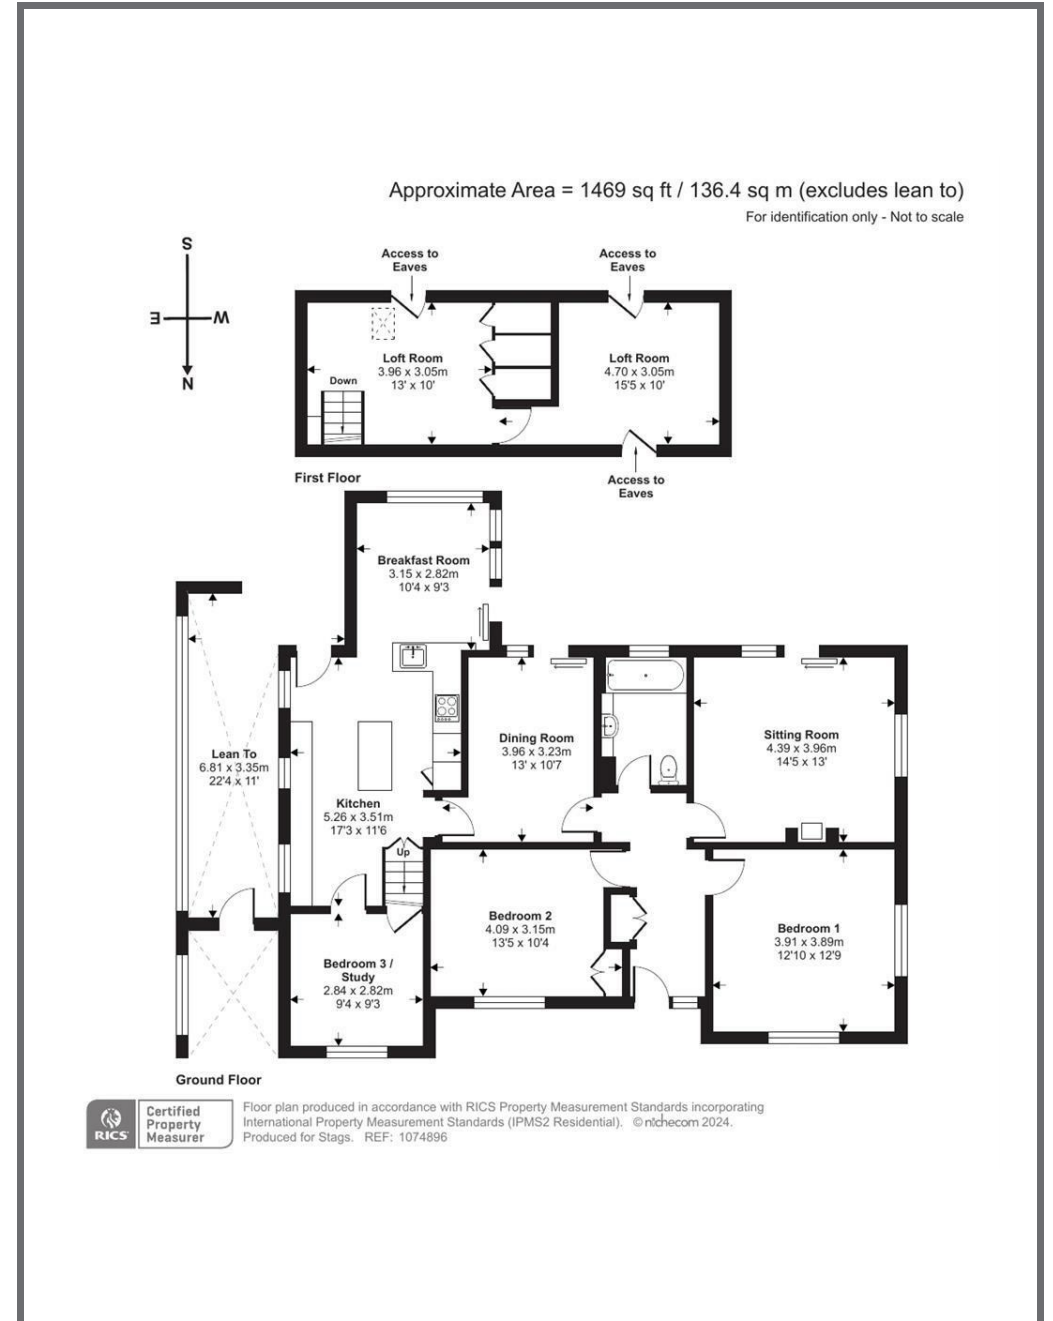 Approximate Area = 1469 sq ft / 136.4 sq m (excludes lean to)
For identification only - Not to scale
S
E
W
N
Access to
Eaves
Access to
Eaves
Loft Room
3.96 x 3.05m
13' x 10'
Loft Room
4.70 x 3.05m
15'5 x 10'
Down
Access to
Eaves
First Floor
Breakfast Room
3.15 x 2.82m
10'4 x 9'3
Lean To
6.81 x 3.35m
22'4 x 11'
Dining Room
3.96 x 3.23m
13' x 10'7
Sitting Room
4.39 x 3.96m
14'5 x 13'
Kitchen
5.26 x 3.51m
17'3 x 11'6
Up
Bedroom 2
4.09 x 3.15m
13'5 x 10'4
Bedroom 1
3.91 x 3.89m
12'10 x 12'9
Bedroom 3 /
Study
2.84 x 2.82m
9'4 x 9'3
Ground Floor
RICS
Certified
Property
Measurer
Floor plan produced in accordance with RICS Property Measurement Standards incorporating
International Property Measurement Standards (IPMS2 Residential). © nichecom 2024.
Produced for Stags. REF: 1074896